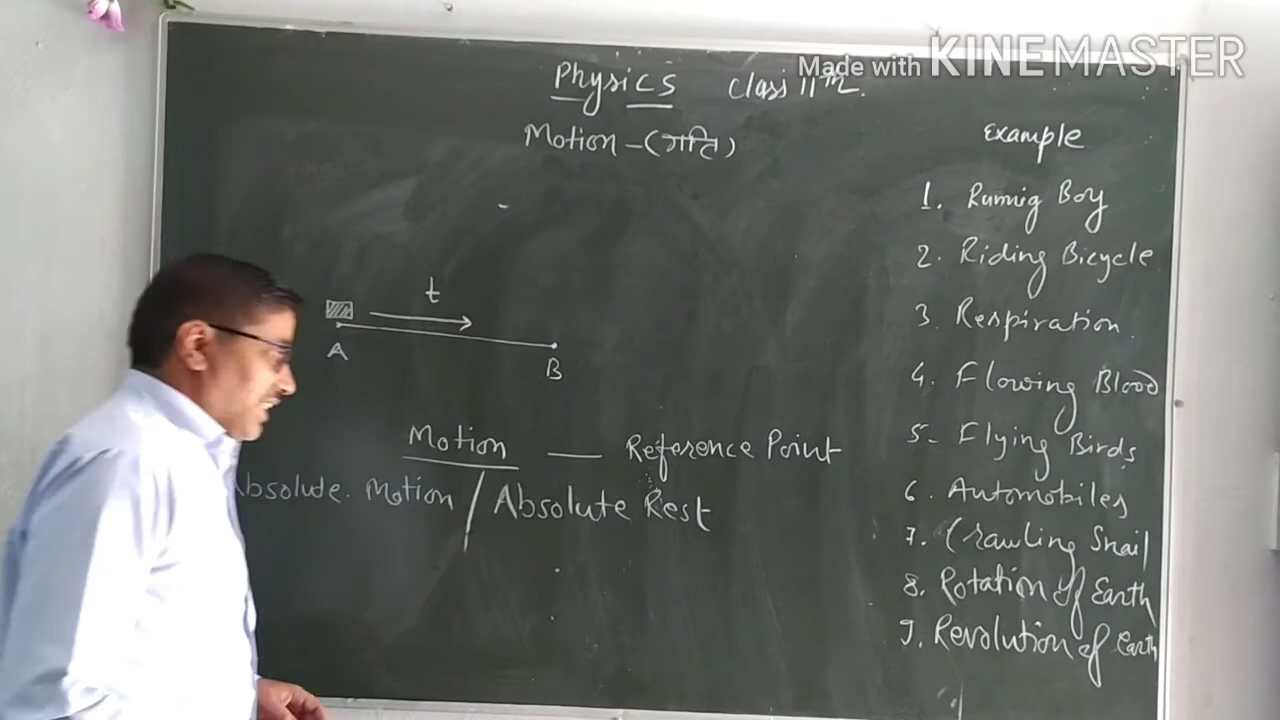 Made with KINEMASTER
Physics Class 11th.
Motion - (गति)
t
A
B
Motion — Reference Point
Absolude. Motion / Absolute Rest
Example
1. Runnig Boy
2. Riding Bicycle
3. Respiration
4. Flowing Blood
5- Flying Birds
6. Automobiles
7. Crawling Snail
8. Rotation of Earth
9. Revolution of Earth